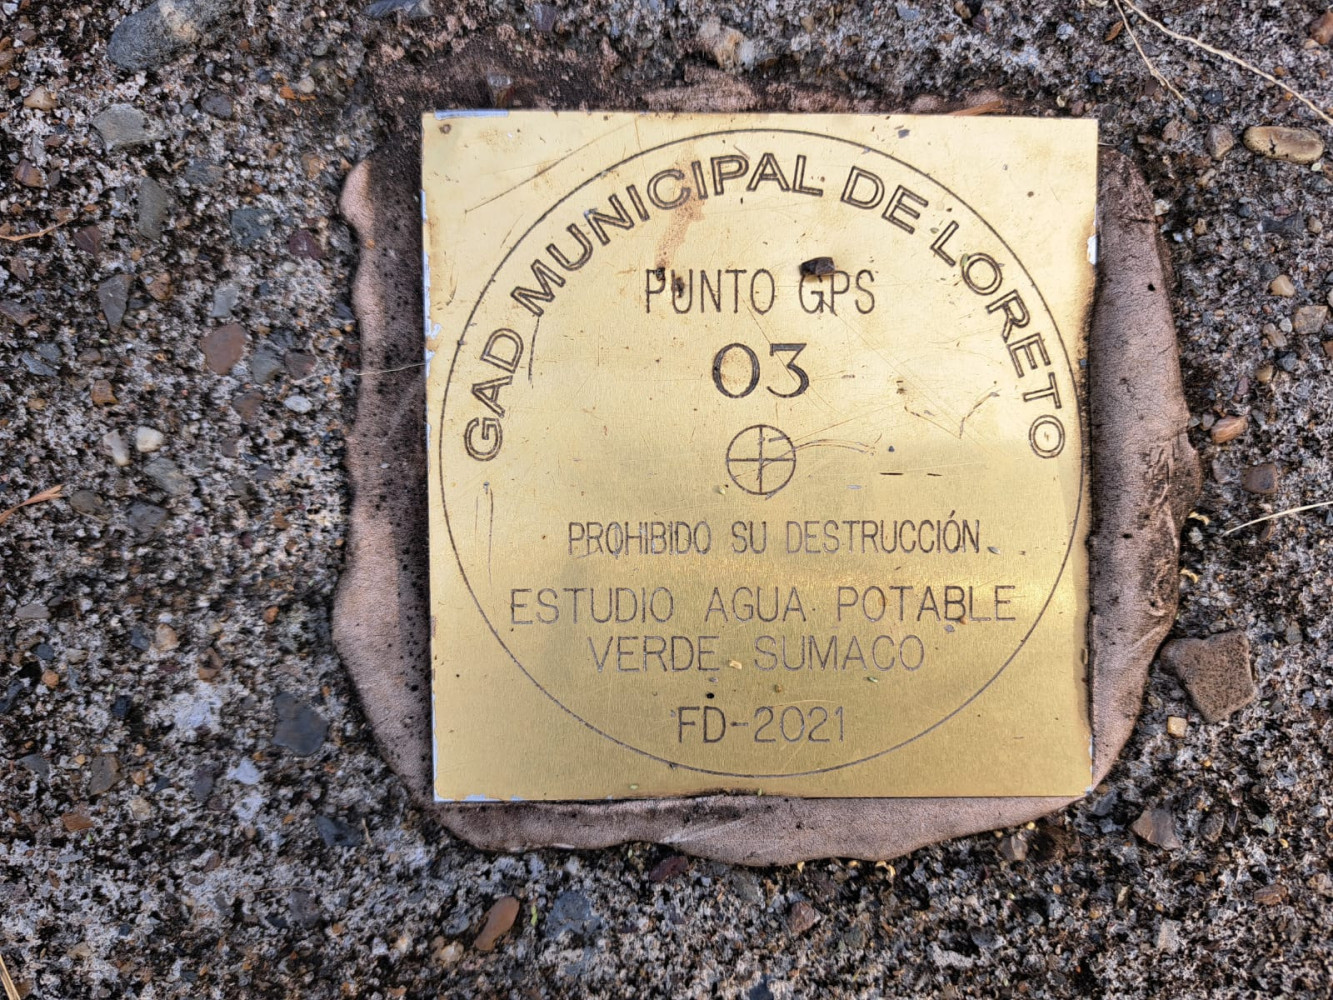 GAD MUNICIPAL DE LORETO
PUNTO GPS
03
PROHIBIDO SU DESTRUCCIÓN
ESTUDIO AGUA POTABLE
VERDE SUMACO
FD-2021